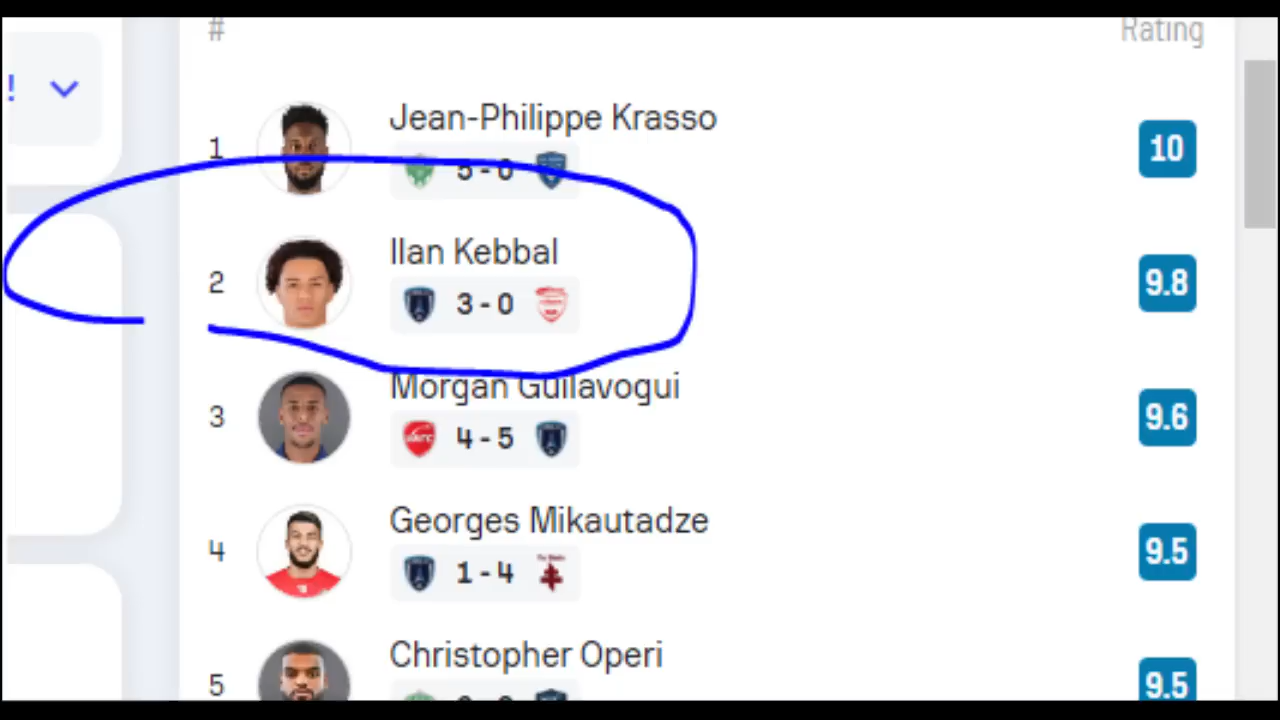 # Rating
!
Jean-Philippe Krasso
1 5 - 0 10
Ilan Kebbal
2 3 - 0 9.8
Morgan Guilavogui
3 4 - 5 9.6
Georges Mikautadze
4 1 - 4 9.5
Christopher Operi
5 9.5